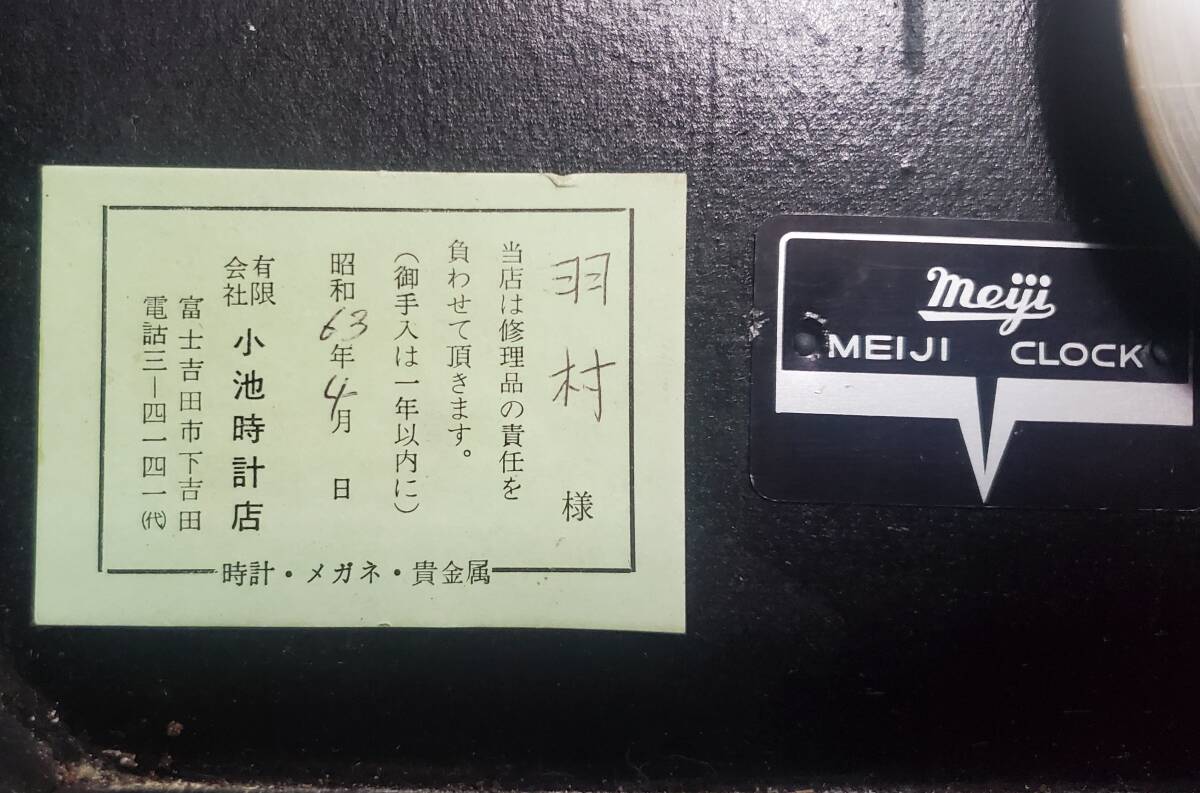 羽村 様
当店は修理品の責任を
負わせて頂きます。
(御手入は一年以内に)
昭和63年4月 日
有限会社 小池時計店
富士吉田市下吉田
電話三―四一四一(代)
時計・メガネ・貴金属
meiji
MEIJI CLOCK